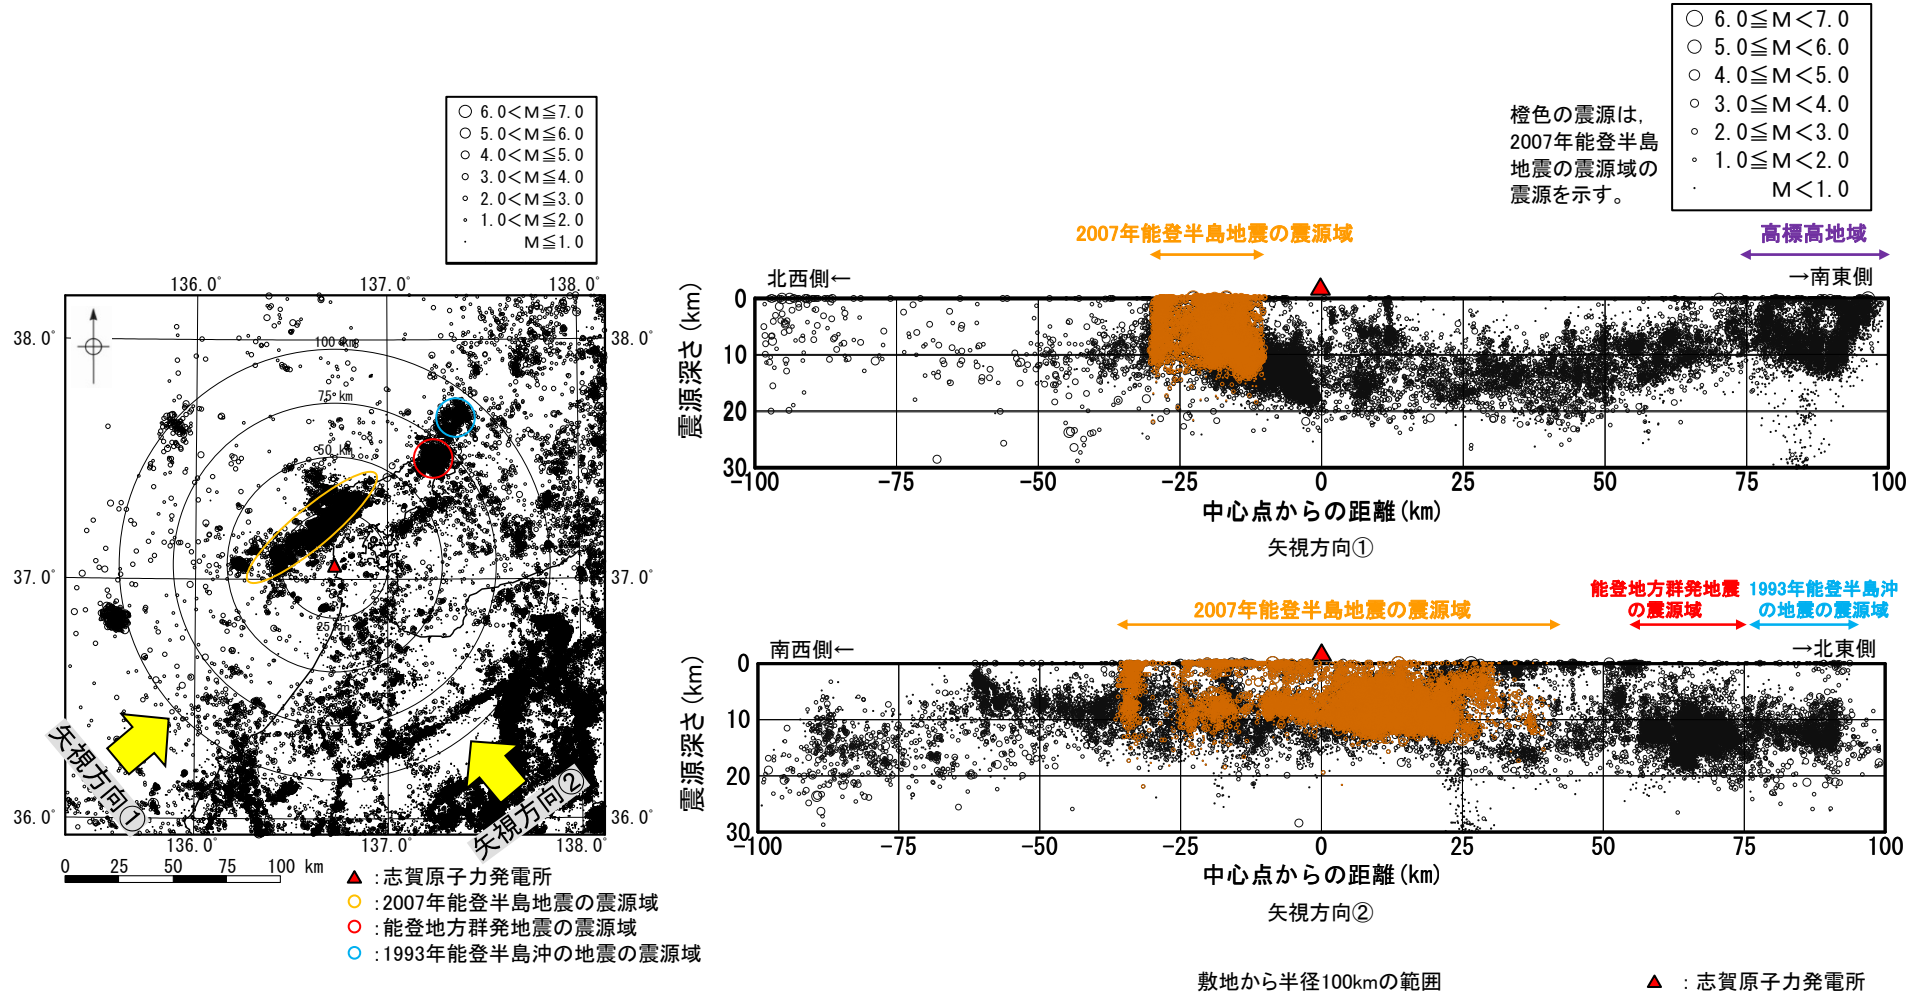 6.0＜M≦7.0
5.0＜M≦6.0
4.0＜M≦5.0
3.0＜M≦4.0
2.0＜M≦3.0
1.0＜M≦2.0
M≦1.0
136.0°
137.0°
138.0°
38.0°
38.0°
100 km
75 km
50 km
25 km
37.0°
37.0°
36.0°
36.0°
矢視方向①
矢視方向②
136.0°
137.0°
138.0°
0 25 50 75 100 km
▲ :志賀原子力発電所
○ :2007年能登半島地震の震源域
○ :能登地方群発地震の震源域
○ :1993年能登半島沖の地震の震源域
橙色の震源は，
2007年能登半島
地震の震源域の
震源を示す。
6.0≦M＜7.0
5.0≦M＜6.0
4.0≦M＜5.0
3.0≦M＜4.0
2.0≦M＜3.0
1.0≦M＜2.0
M＜1.0
2007年能登半島地震の震源域
高標高地域
北西側←
→南東側
震源深さ(km)
0
10
20
30
-100 -75 -50 -25 0 25 50 75 100
中心点からの距離(km)
矢視方向①
2007年能登半島地震の震源域
能登地方群発地震
の震源域
1993年能登半島沖
の地震の震源域
南西側←
→北東側
震源深さ(km)
0
10
20
30
-100 -75 -50 -25 0 25 50 75 100
中心点からの距離(km)
矢視方向②
敷地から半径100kmの範囲
▲ : 志賀原子力発電所